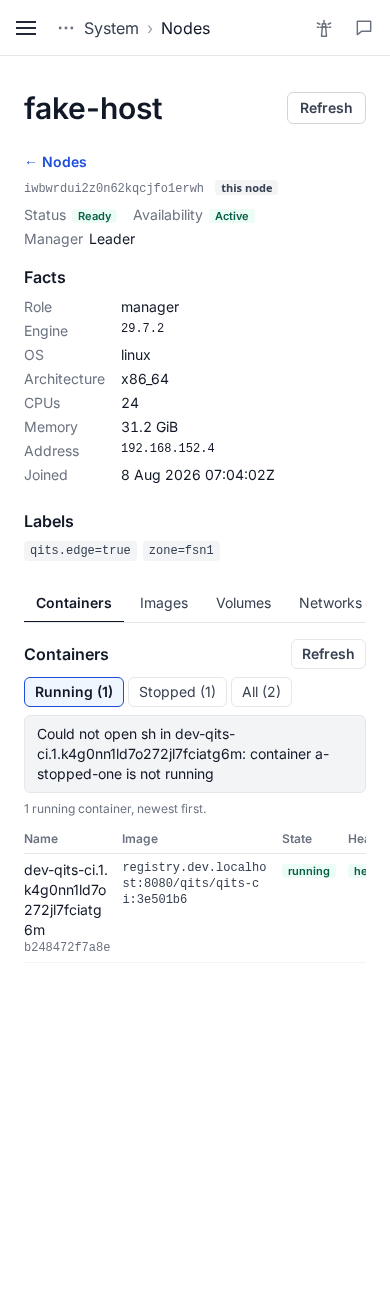 ··· System › Nodes
fake-host
Refresh
← Nodes
iwbwrdui2z0n62kqcjfo1erwh this node
Status Ready Availability Active
Manager Leader
Facts
Role manager
Engine 29.7.2
OS linux
Architecture x86_64
CPUs 24
Memory 31.2 GiB
Address 192.168.152.4
Joined 8 Aug 2026 07:04:02Z
Labels
qits.edge=true zone=fsn1
Containers Images Volumes Networks
Containers Refresh
Running (1) Stopped (1) All (2)
Could not open sh in dev-qits-
ci.1.k4g0nn1ld7o272jl7fciatg6m: container a-
stopped-one is not running
1 running container, newest first.
Name Image State Hea
dev-qits-ci.1.
k4g0nn1ld7o
272jl7fciatg
6m
b248472f7a8e
registry.dev.localho
st:8080/qits/qits-c
i:3e501b6
running
he